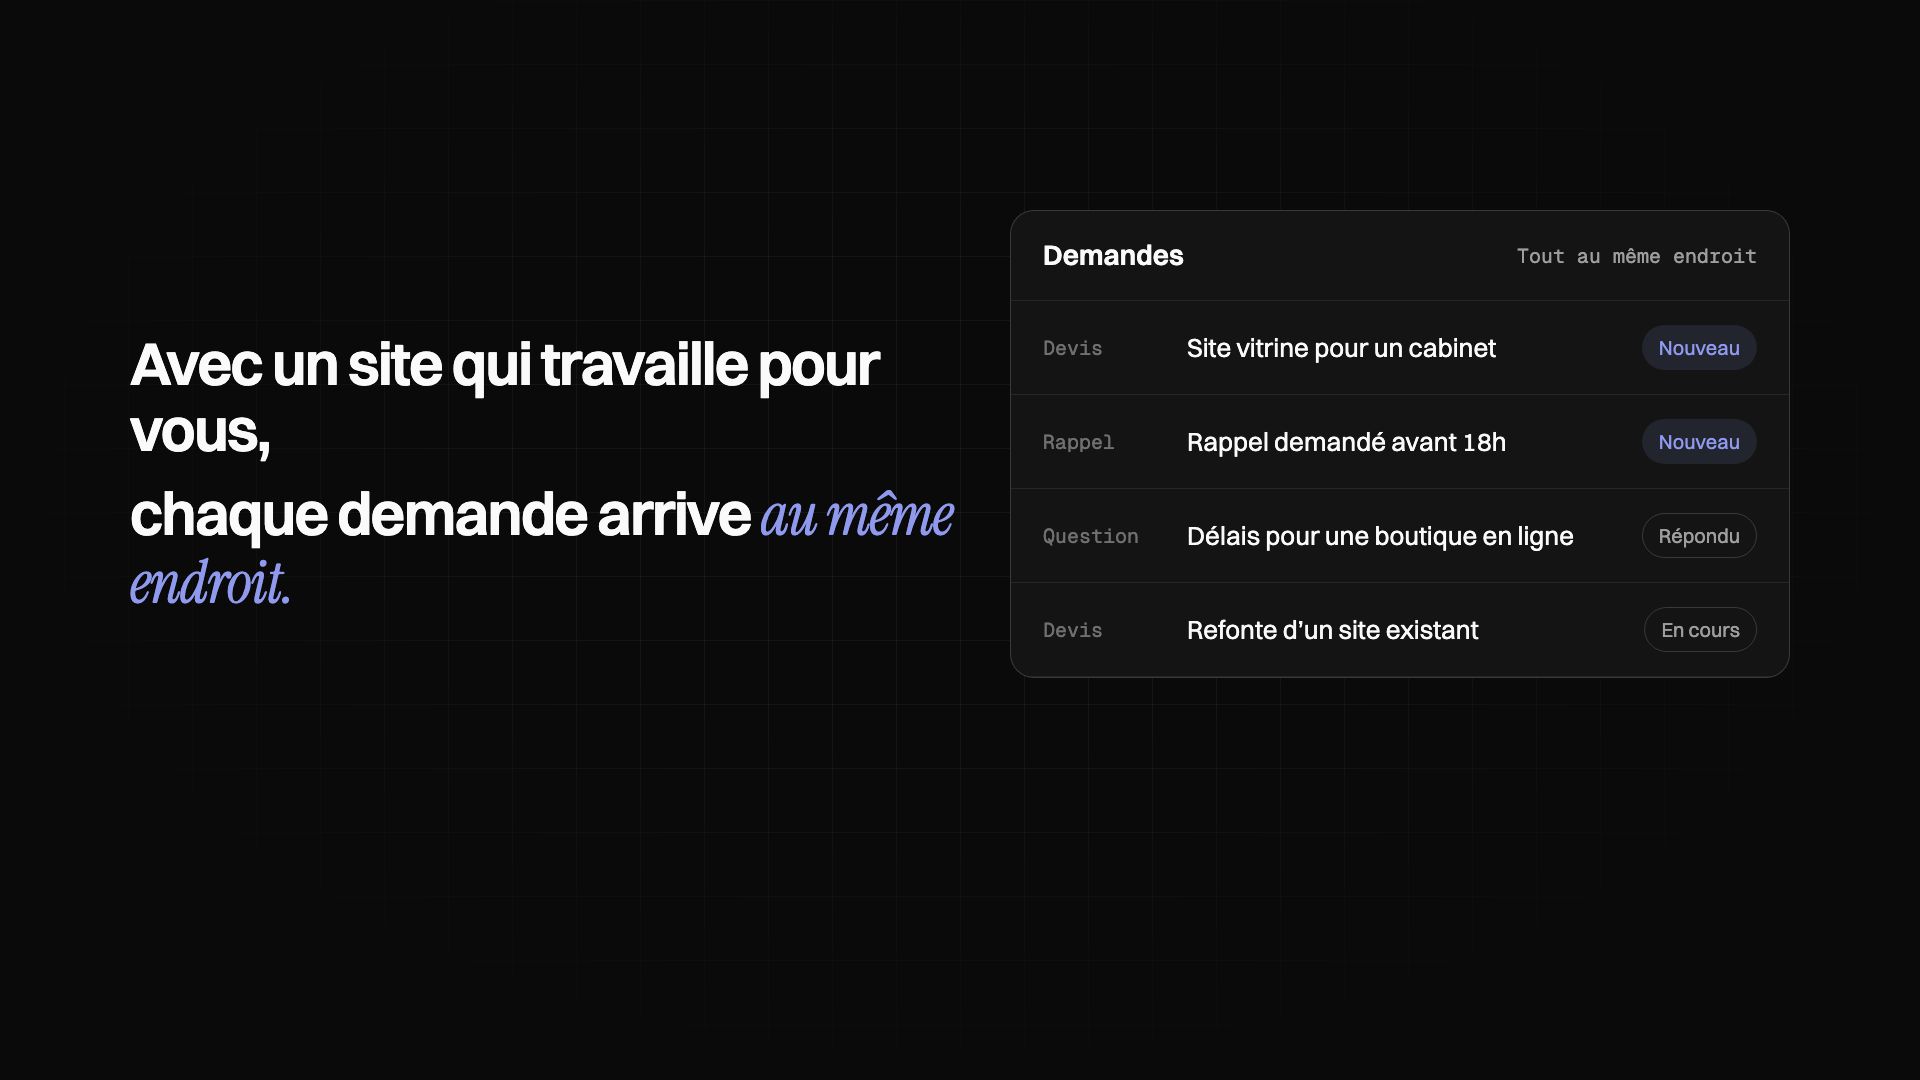 Avec un site qui travaille pour
vous,
chaque demande arrive au même
endroit.
Demandes
Tout au même endroit
Devis
Site vitrine pour un cabinet
Nouveau
Rappel
Rappel demandé avant 18h
Nouveau
Question
Délais pour une boutique en ligne
Répondu
Devis
Refonte d’un site existant
En cours